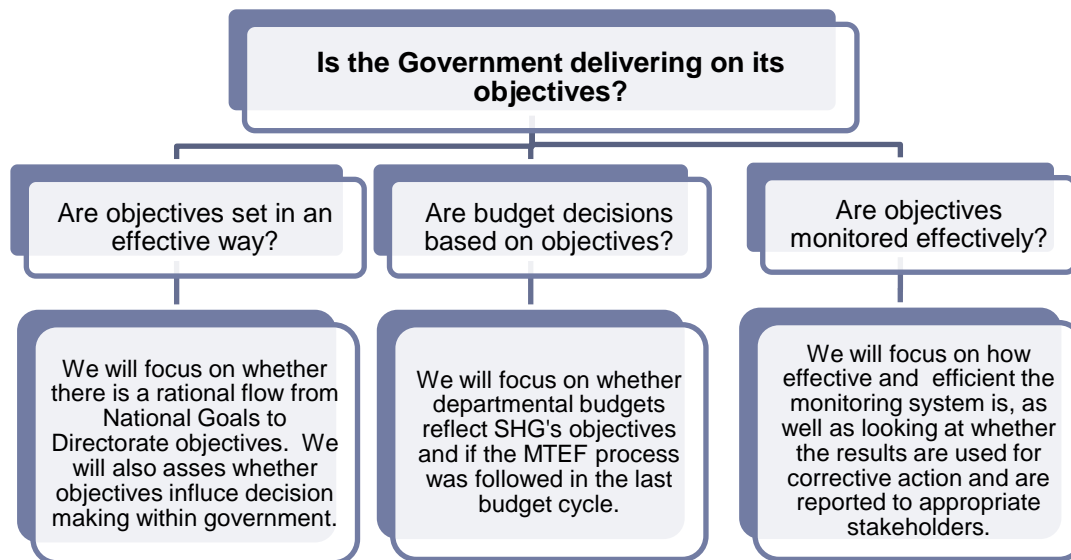 Is the Government delivering on its
objectives?
Are objectives set in an
effective way?
Are budget decisions
based on objectives?
Are objectives
monitored effectively?
We will focus on whether
there is a rational flow from
National Goals to
Directorate objectives.  We
will also asses whether
objectives influce decision
making within government.
We will focus on whether
departmental budgets
reflect SHG's objectives
and if the MTEF process
was followed in the last
budget cycle.
We will focus on how
effective and  efficient the
monitoring system is, as
well as looking at whether
the results are used for
corrective action and are
reported to appropriate
stakeholders.